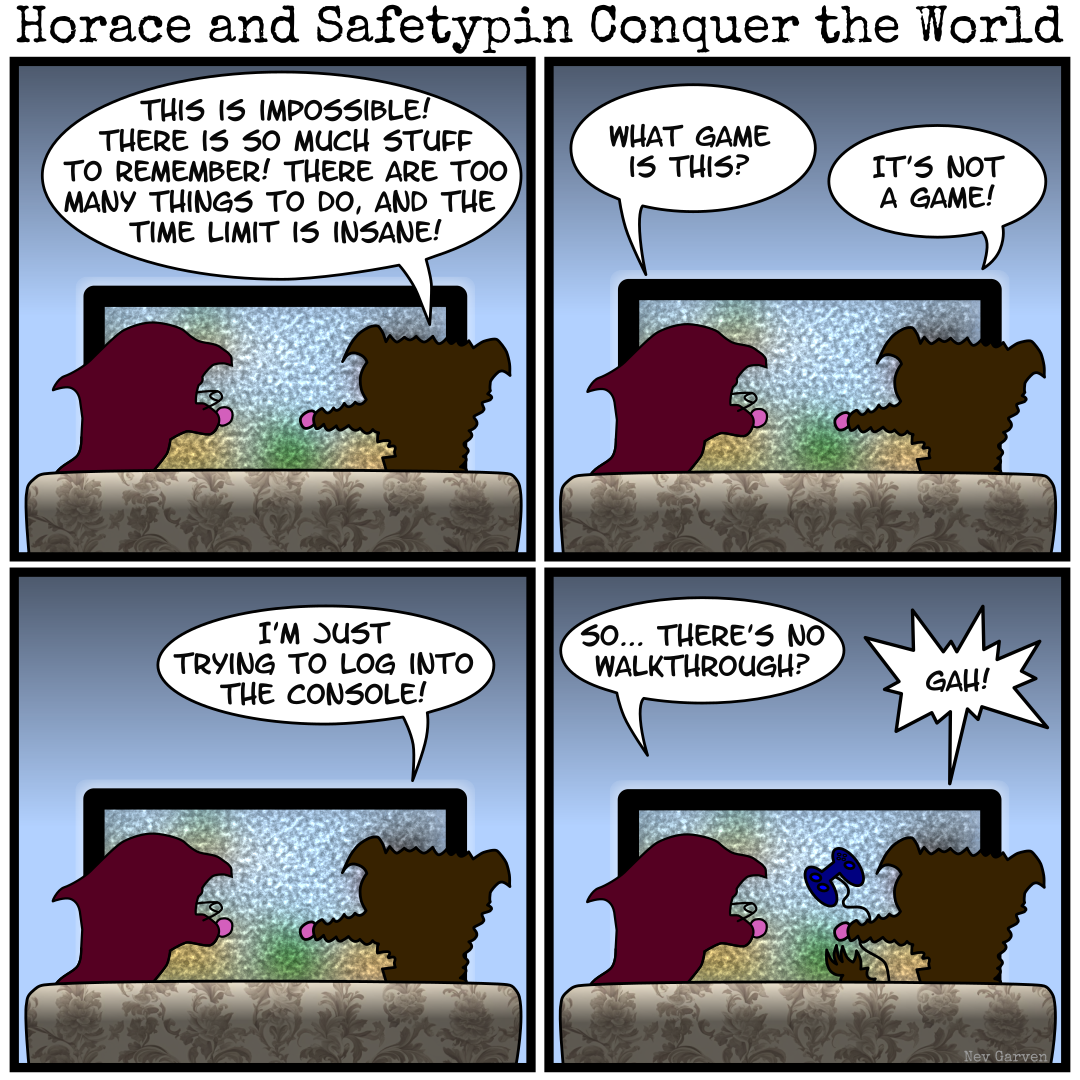 Horace and Safetypin Conquer the World
THIS IS IMPOSSIBLE!
THERE IS SO MUCH STUFF
TO REMEMBER! THERE ARE TOO
MANY THINGS TO DO, AND THE
TIME LIMIT IS INSANE!
WHAT GAME
IS THIS?
IT'S NOT
A GAME!
I'M JUST
TRYING TO LOG INTO
THE CONSOLE!
SO... THERE'S NO
WALKTHROUGH?
GAH!
Nev Garven